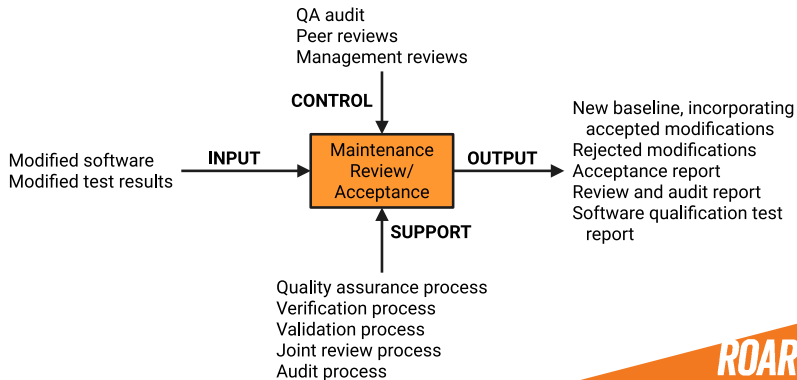 QA audit
Peer reviews
Management reviews
CONTROL
Modified software
Modified test results
INPUT
Maintenance
Review/
Acceptance
OUTPUT
New baseline, incorporating
accepted modifications
Rejected modifications
Acceptance report
Review and audit report
Software qualification test
report
SUPPORT
Quality assurance process
Verification process
Validation process
Joint review process
Audit process
ROAR